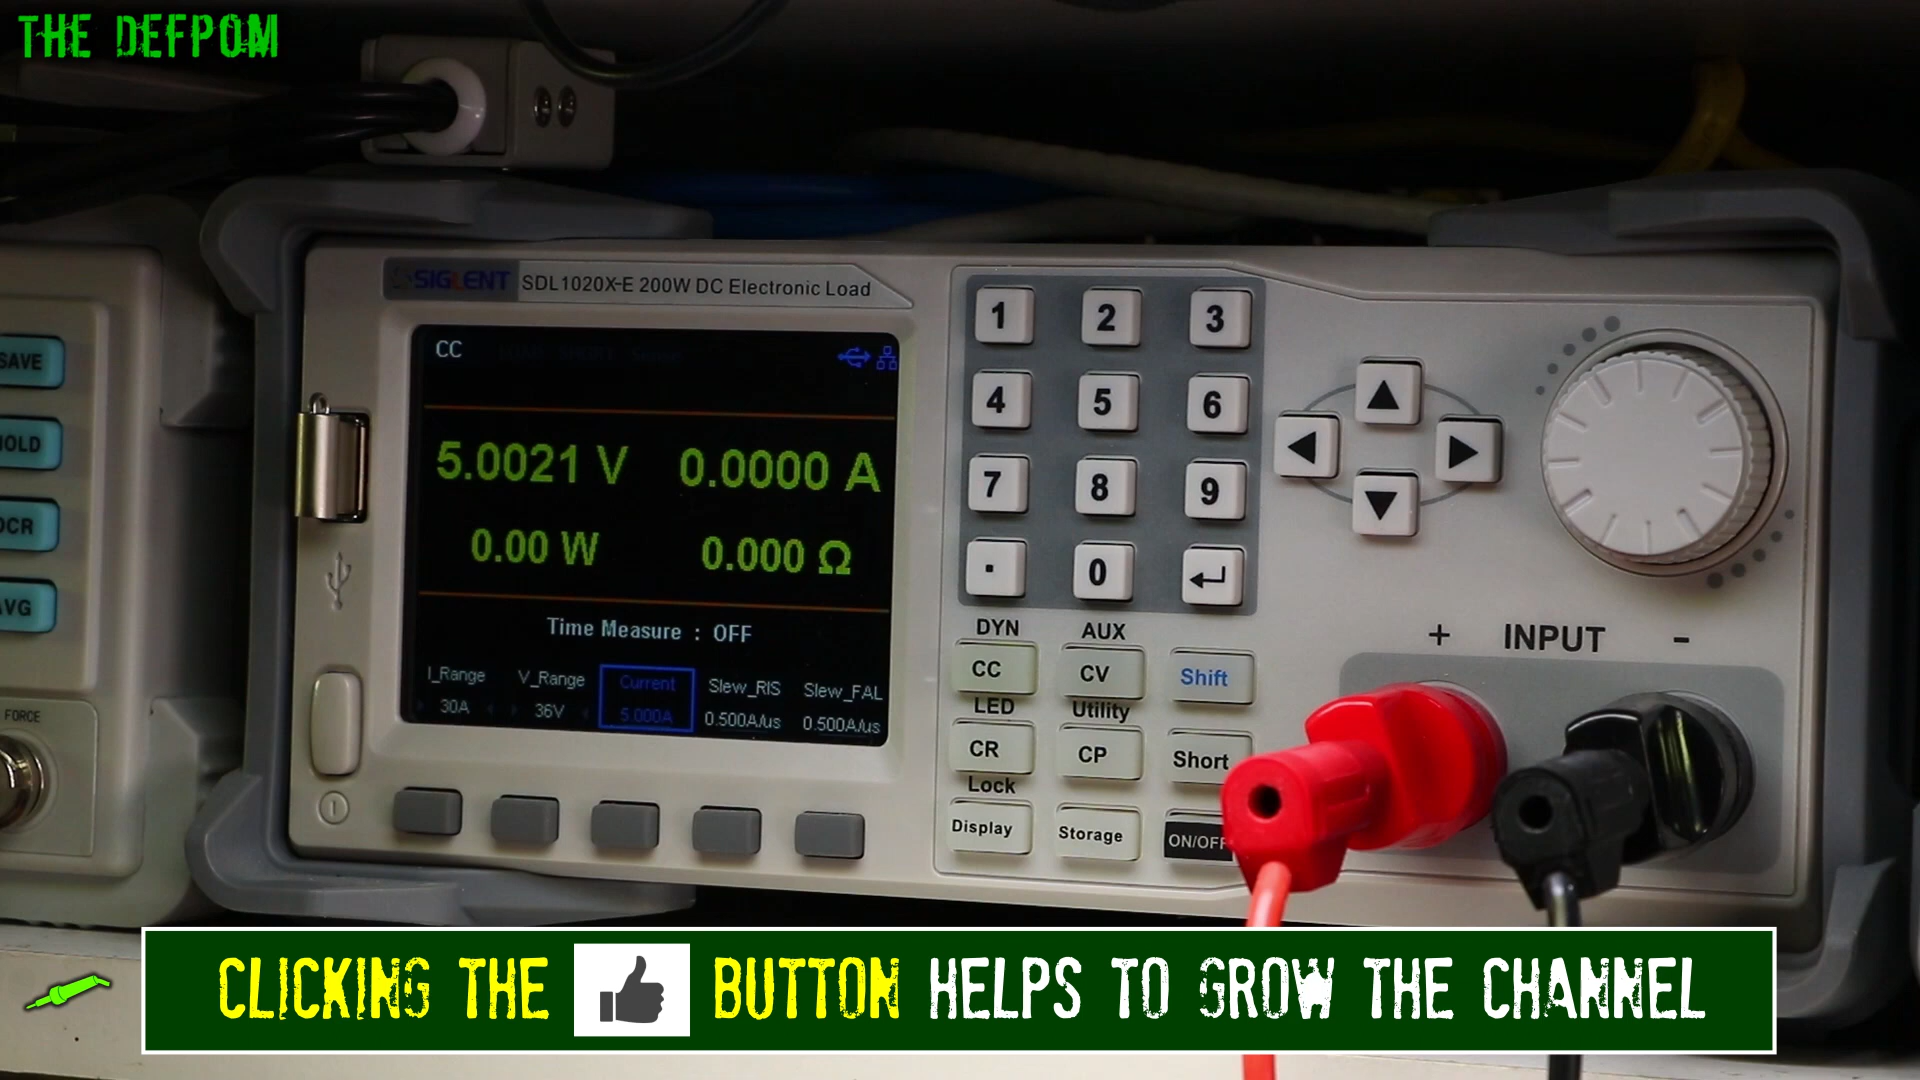 THE DEFPOM
SIGLENT SDL1020X-E 200W DC Electronic Load
CC
5.0021 V 0.0000 A
0.00 W 0.000 Ω
Time Measure : OFF
I_Range V_Range Current Slew_RIS Slew_FAL
30A 36V 5.000A 0.500A/us 0.500A/us
SAVE
HOLD
OCR
AVG
FORCE
1 2 3
4 5 6
7 8 9
. 0
DYN AUX
CC CV Shift
LED Utility
CR CP Short
Lock
Display Storage ON/OFF
+ INPUT -
CLICKING THE BUTTON HELPS TO GROW THE CHANNEL